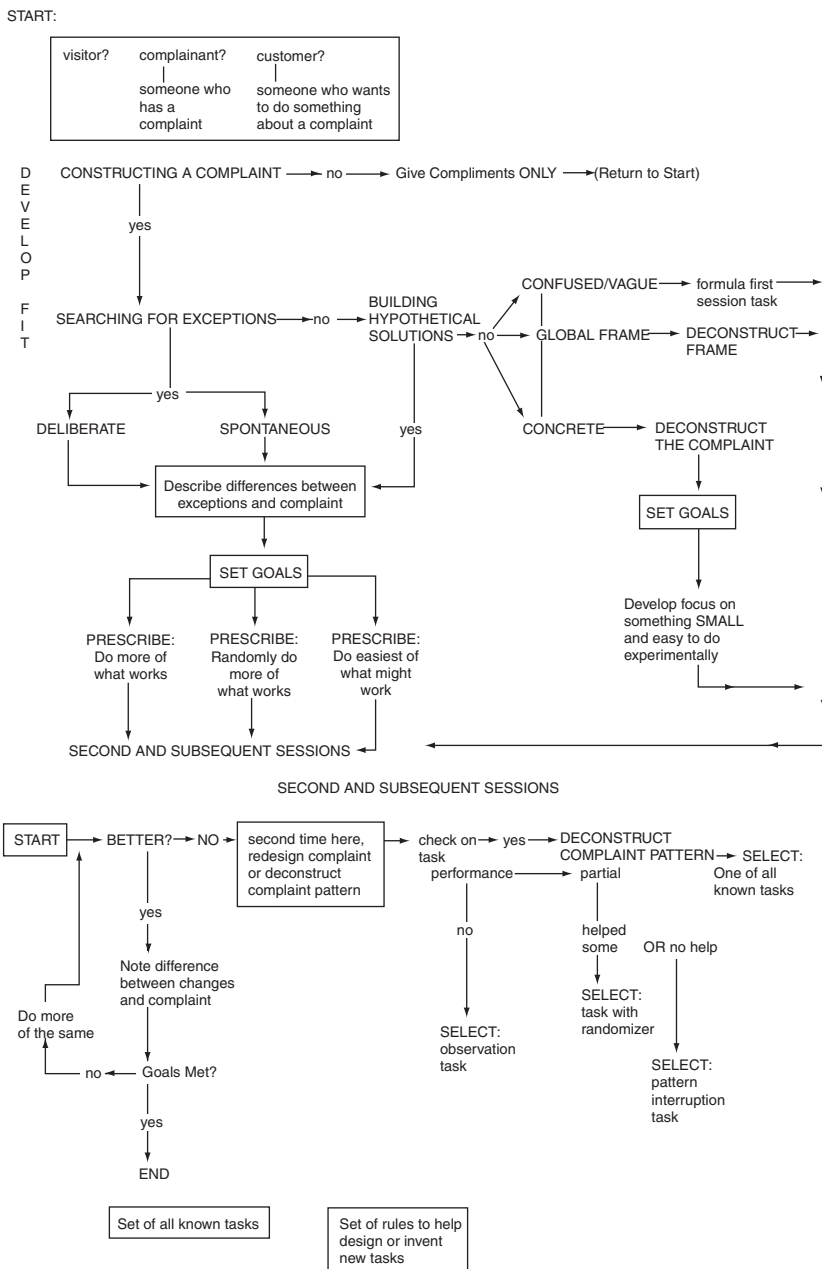 START:
visitor? complainant? customer?
someone who has a complaint
someone who wants to do something about a complaint
DEVELOP FIT
CONSTRUCTING A COMPLAINT no Give Compliments ONLY (Return to Start)
yes
SEARCHING FOR EXCEPTIONS no
BUILDING
HYPOTHETICAL
SOLUTIONS
no
CONFUSED/VAGUE
formula first
session task
GLOBAL FRAME
DECONSTRUCT
FRAME
CONCRETE
DECONSTRUCT
THE COMPLAINT
SET GOALS
Develop focus on
something SMALL
and easy to do
experimentally
yes
DELIBERATE SPONTANEOUS
yes
Describe differences between
exceptions and complaint
SET GOALS
PRESCRIBE:
Do more of
what works
PRESCRIBE:
Randomly do
more of
what works
PRESCRIBE:
Do easiest of
what might
work
SECOND AND SUBSEQUENT SESSIONS
SECOND AND SUBSEQUENT SESSIONS
START BETTER? NO
second time here,
redesign complaint
or deconstruct
complaint pattern
check on
task
performance
yes
DECONSTRUCT
COMPLAINT PATTERN
SELECT:
One of all
known tasks
partial
no
SELECT:
observation
task
helped
some
SELECT:
task with
randomizer
OR no help
SELECT:
pattern
interruption
task
yes
Note difference
between changes
and complaint
Do more
of the same
no Goals Met?
yes
END
Set of all known tasks
Set of rules to help
design or invent
new tasks